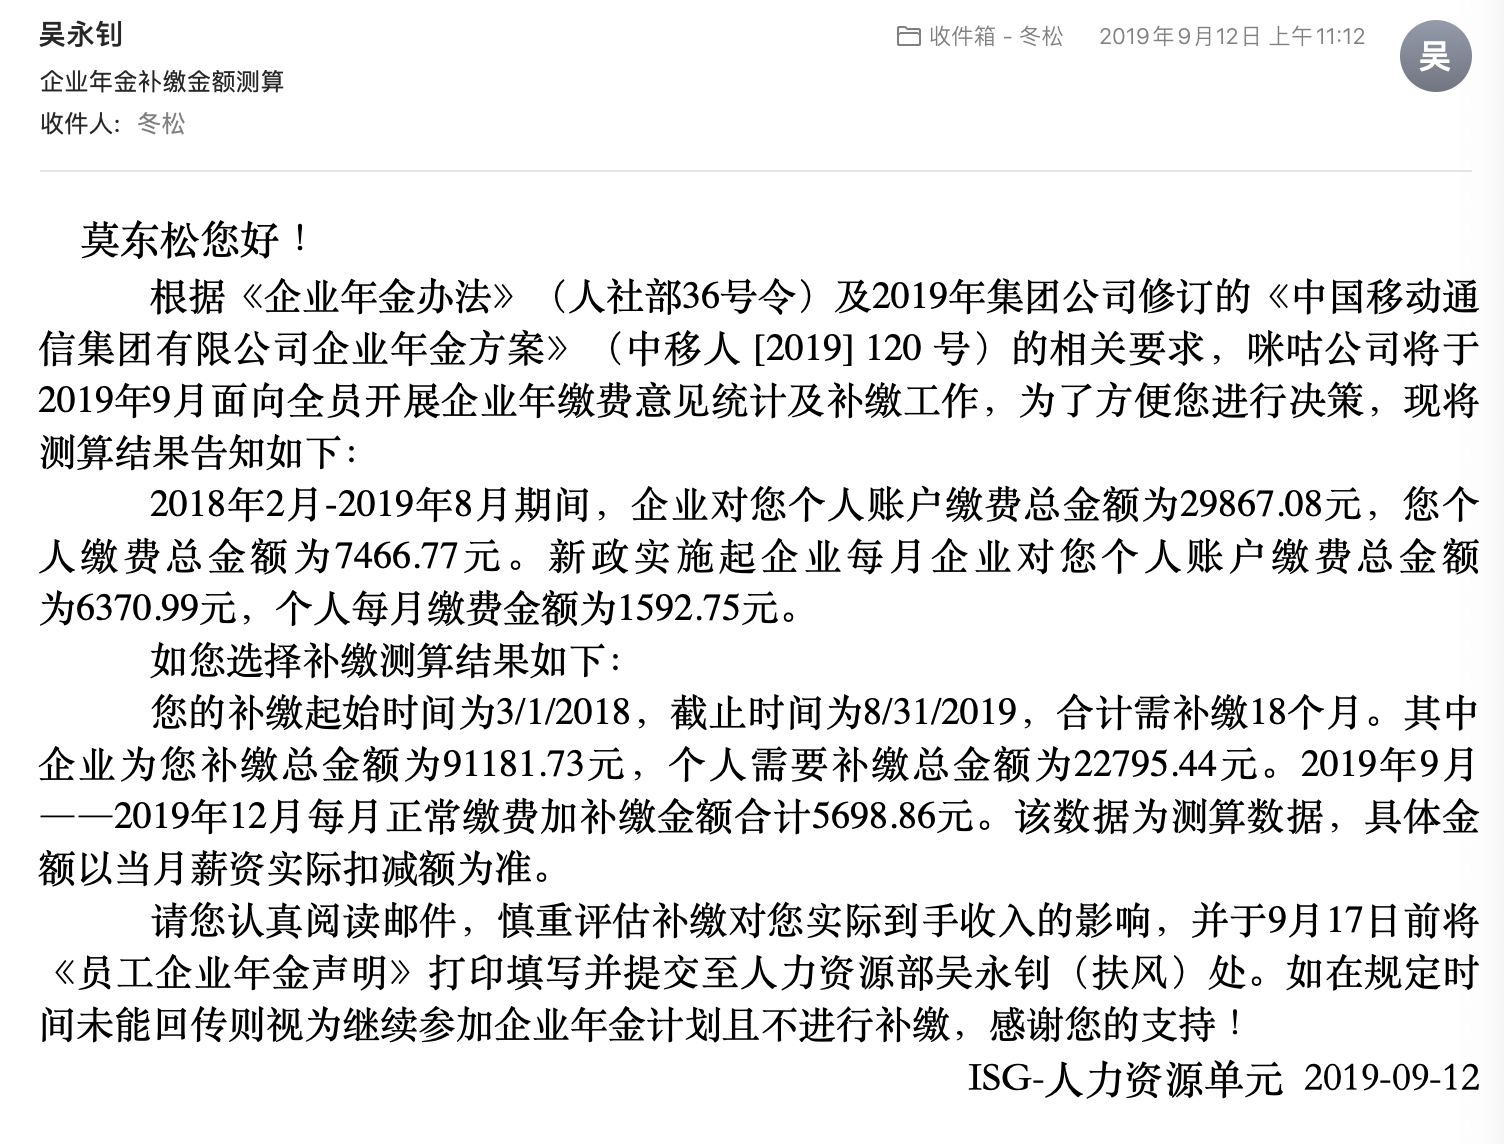 吴永钊
收件箱 - 冬松 2019年9月12日 上午11:12
吴
企业年金补缴金额测算
收件人: 冬松
莫东松您好！
根据《企业年金办法》（人社部36号令）及2019年集团公司修订的《中国移动通
信集团有限公司企业年金方案》（中移人 [2019] 120 号）的相关要求，咪咕公司将于
2019年9月面向全员开展企业年缴费意见统计及补缴工作，为了方便您进行决策，现将
测算结果告知如下：
2018年2月-2019年8月期间，企业对您个人账户缴费总金额为29867.08元，您个
人缴费总金额为7466.77元。新政实施起企业每月企业对您个人账户缴费总金额
为6370.99元，个人每月缴费金额为1592.75元。
如您选择补缴测算结果如下：
您的补缴起始时间为3/1/2018，截止时间为8/31/2019，合计需补缴18个月。其中
企业为您补缴总金额为91181.73元，个人需要补缴总金额为22795.44元。2019年9月
——2019年12月每月正常缴费加补缴金额合计5698.86元。该数据为测算数据，具体金
额以当月薪资实际扣减额为准。
请您认真阅读邮件，慎重评估补缴对您实际到手收入的影响，并于9月17日前将
《员工企业年金声明》打印填写并提交至人力资源部吴永钊（扶风）处。如在规定时
间未能回传则视为继续参加企业年金计划且不进行补缴，感谢您的支持！
ISG-人力资源单元 2019-09-12